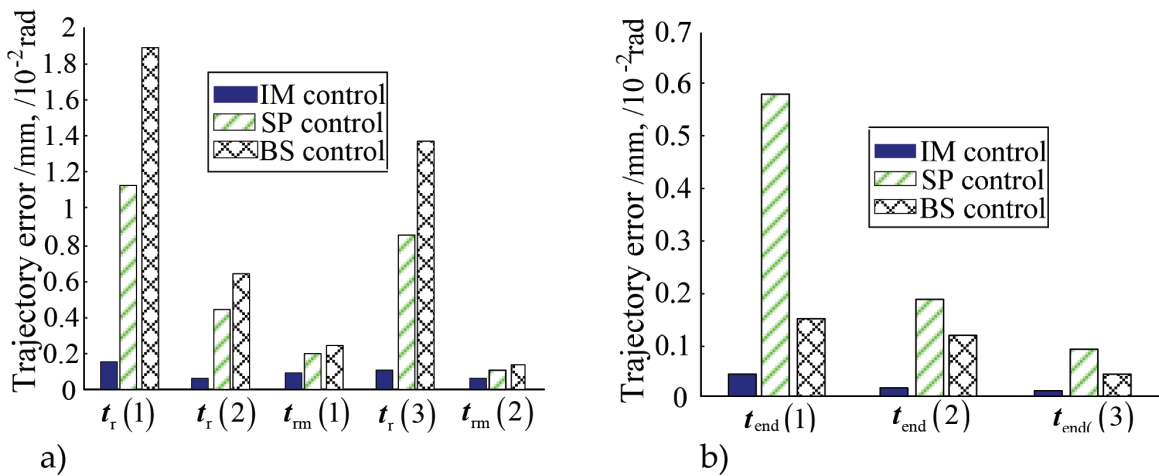 Trajectory error /mm, /10⁻²rad
2
1.8
1.6
1.4
1.2
1
0.8
0.6
0.4
0.2
0
IM control
SP control
BS control
t_r (1)
t_r (2)
t_rm (1)
t_r (3)
t_rm (2)
a)
Trajectory error /mm, /10⁻²rad
0.7
0.6
0.5
0.4
0.3
0.2
0.1
0
IM control
SP control
BS control
t_end (1)
t_end (2)
t_end( (3)
b)